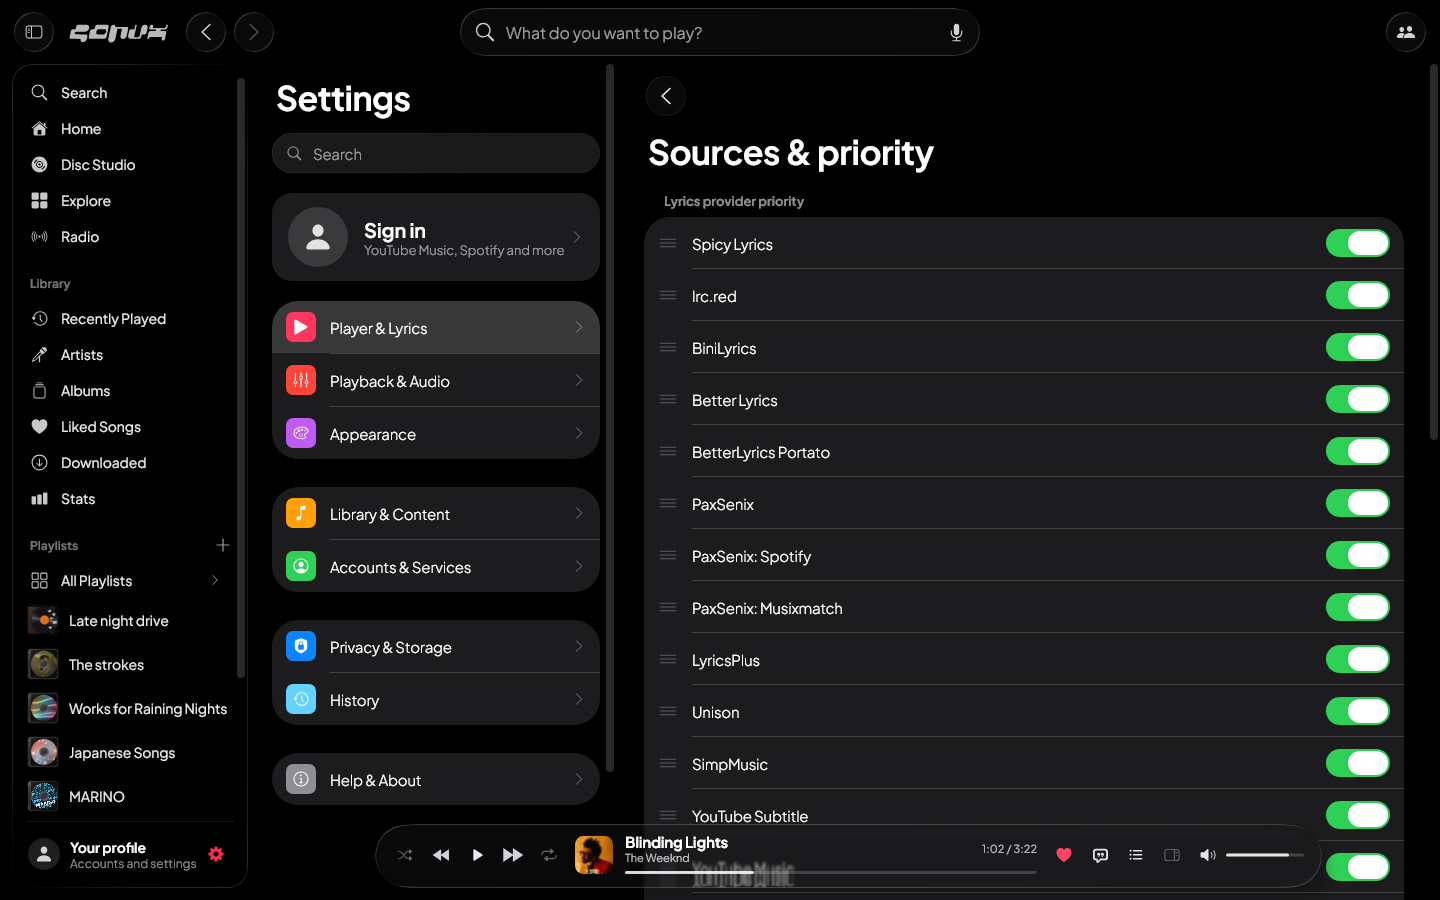 What do you want to play?
Search
Home
Disc Studio
Explore
Radio
Library
Recently Played
Artists
Albums
Liked Songs
Downloaded
Stats
Playlists
All Playlists
Late night drive
The strokes
Works for Raining Nights
Japanese Songs
MARINO
Your profile
Accounts and settings
Settings
Search
Sign in
YouTube Music, Spotify and more
Player & Lyrics
Playback & Audio
Appearance
Library & Content
Accounts & Services
Privacy & Storage
History
Help & About
Sources & priority
Lyrics provider priority
Spicy Lyrics
lrc.red
BiniLyrics
Better Lyrics
BetterLyrics Portato
PaxSenix
PaxSenix: Spotify
PaxSenix: Musixmatch
LyricsPlus
Unison
SimpMusic
YouTube Subtitle
YouTube Music
Blinding Lights
The Weeknd
1:02 / 3:22